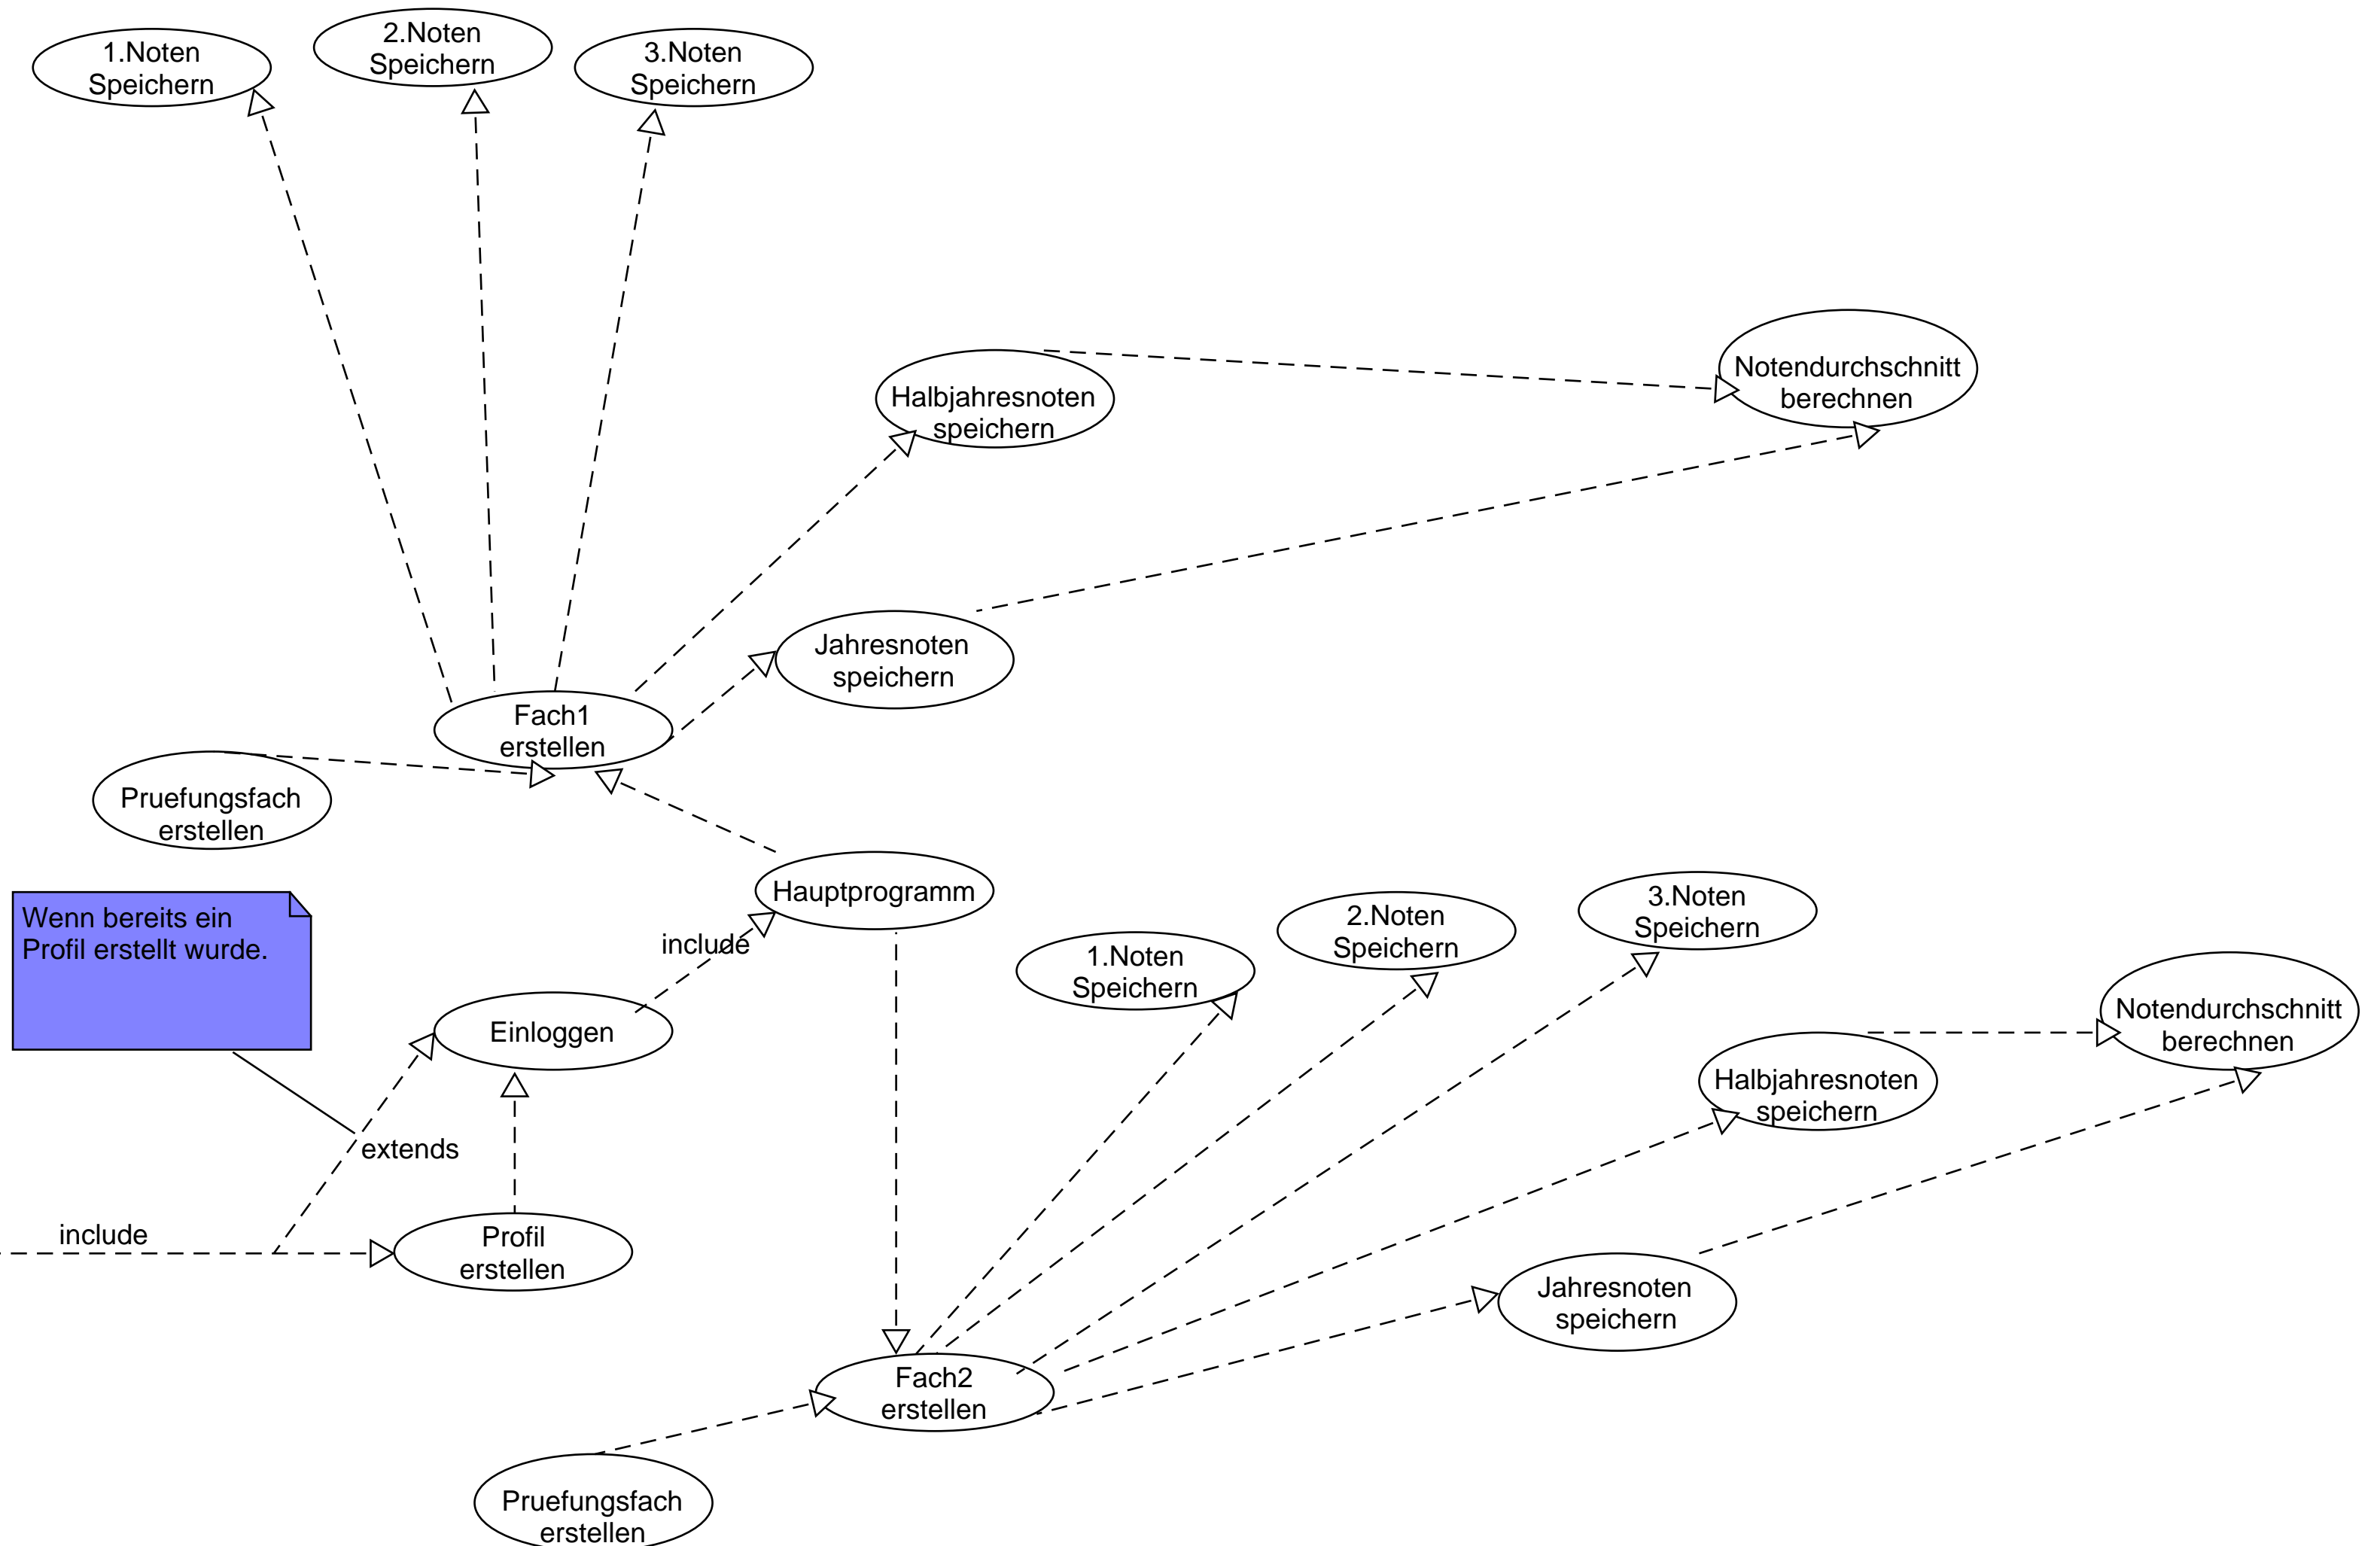 1.Noten
Speichern
2.Noten
Speichern
3.Noten
Speichern
Halbjahresnoten
speichern
Notendurchschnitt
berechnen
Jahresnoten
speichern
Fach1
erstellen
Pruefungsfach
erstellen
Hauptprogramm
Wenn bereits ein
Profil erstellt wurde.
include
Einloggen
extends
include
Profil
erstellen
1.Noten
Speichern
2.Noten
Speichern
3.Noten
Speichern
Notendurchschnitt
berechnen
Halbjahresnoten
speichern
Jahresnoten
speichern
Fach2
erstellen
Pruefungsfach
erstellen